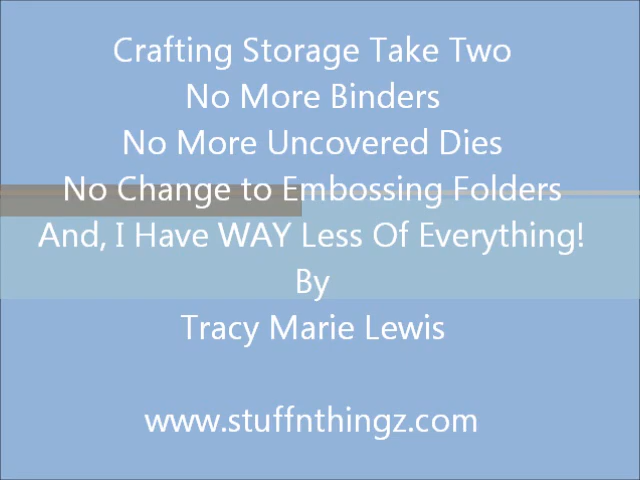 Crafting Storage Take Two
No More Binders
No More Uncovered Dies
No Change to Embossing Folders
And, I Have WAY Less Of Everything!
By
Tracy Marie Lewis
www.stuffnthingz.com